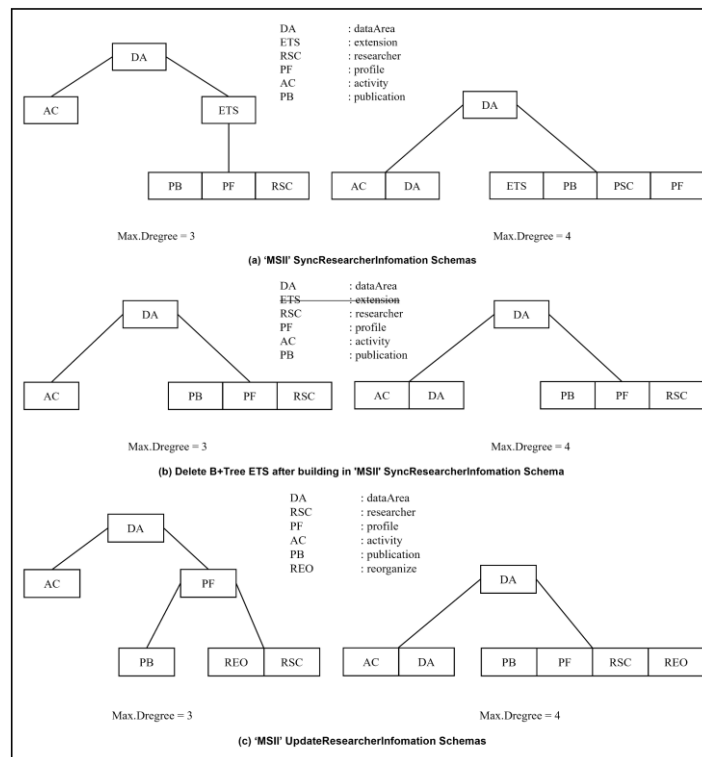 DA : dataArea
ETS : extension
RSC : researcher
PF : profile
AC : activity
PB : publication
DA
AC ETS
PB PF RSC
Max.Dregree = 3
DA
AC DA ETS PB PSC PF
Max.Dregree = 4
(a) ‘MSII’ SyncResearcherInfomation Schemas
DA : dataArea
ETS : extension
RSC : researcher
PF : profile
AC : activity
PB : publication
DA
AC PB PF RSC
Max.Dregree = 3
DA
AC DA PB PF RSC
Max.Dregree = 4
(b) Delete B+Tree ETS after building in 'MSII' SyncResearcherInfomation Schema
DA : dataArea
RSC : researcher
PF : profile
AC : activity
PB : publication
REO : reorganize
DA
AC PF
PB REO RSC
Max.Dregree = 3
DA
AC DA PB PF RSC REO
Max.Dregree = 4
(c) ‘MSII’ UpdateResearcherInfomation Schemas